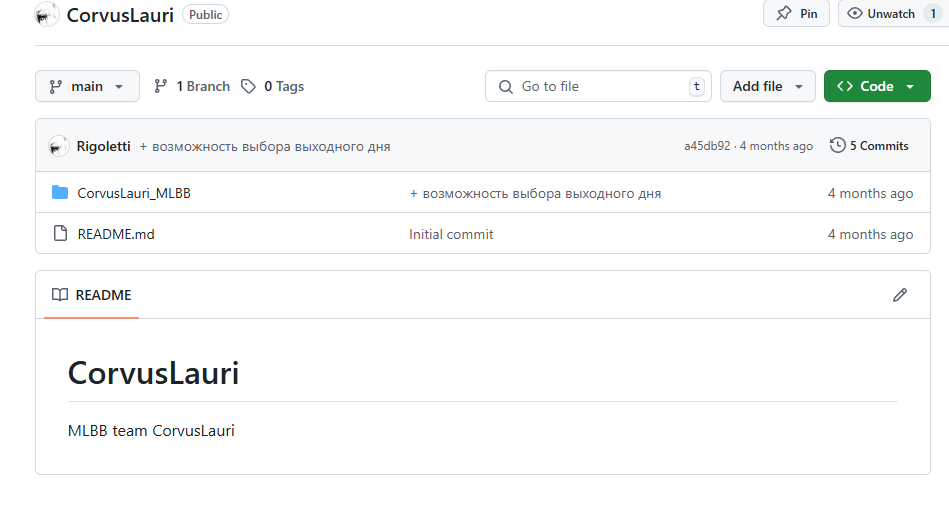 CorvusLauri Public Pin Unwatch 1
main 1 Branch 0 Tags Go to file t Add file Code
Rigoletti + возможность выбора выходного дня a45db92 · 4 months ago 5 Commits
CorvusLauri_MLBB + возможность выбора выходного дня 4 months ago
README.md Initial commit 4 months ago
README
CorvusLauri
MLBB team CorvusLauri